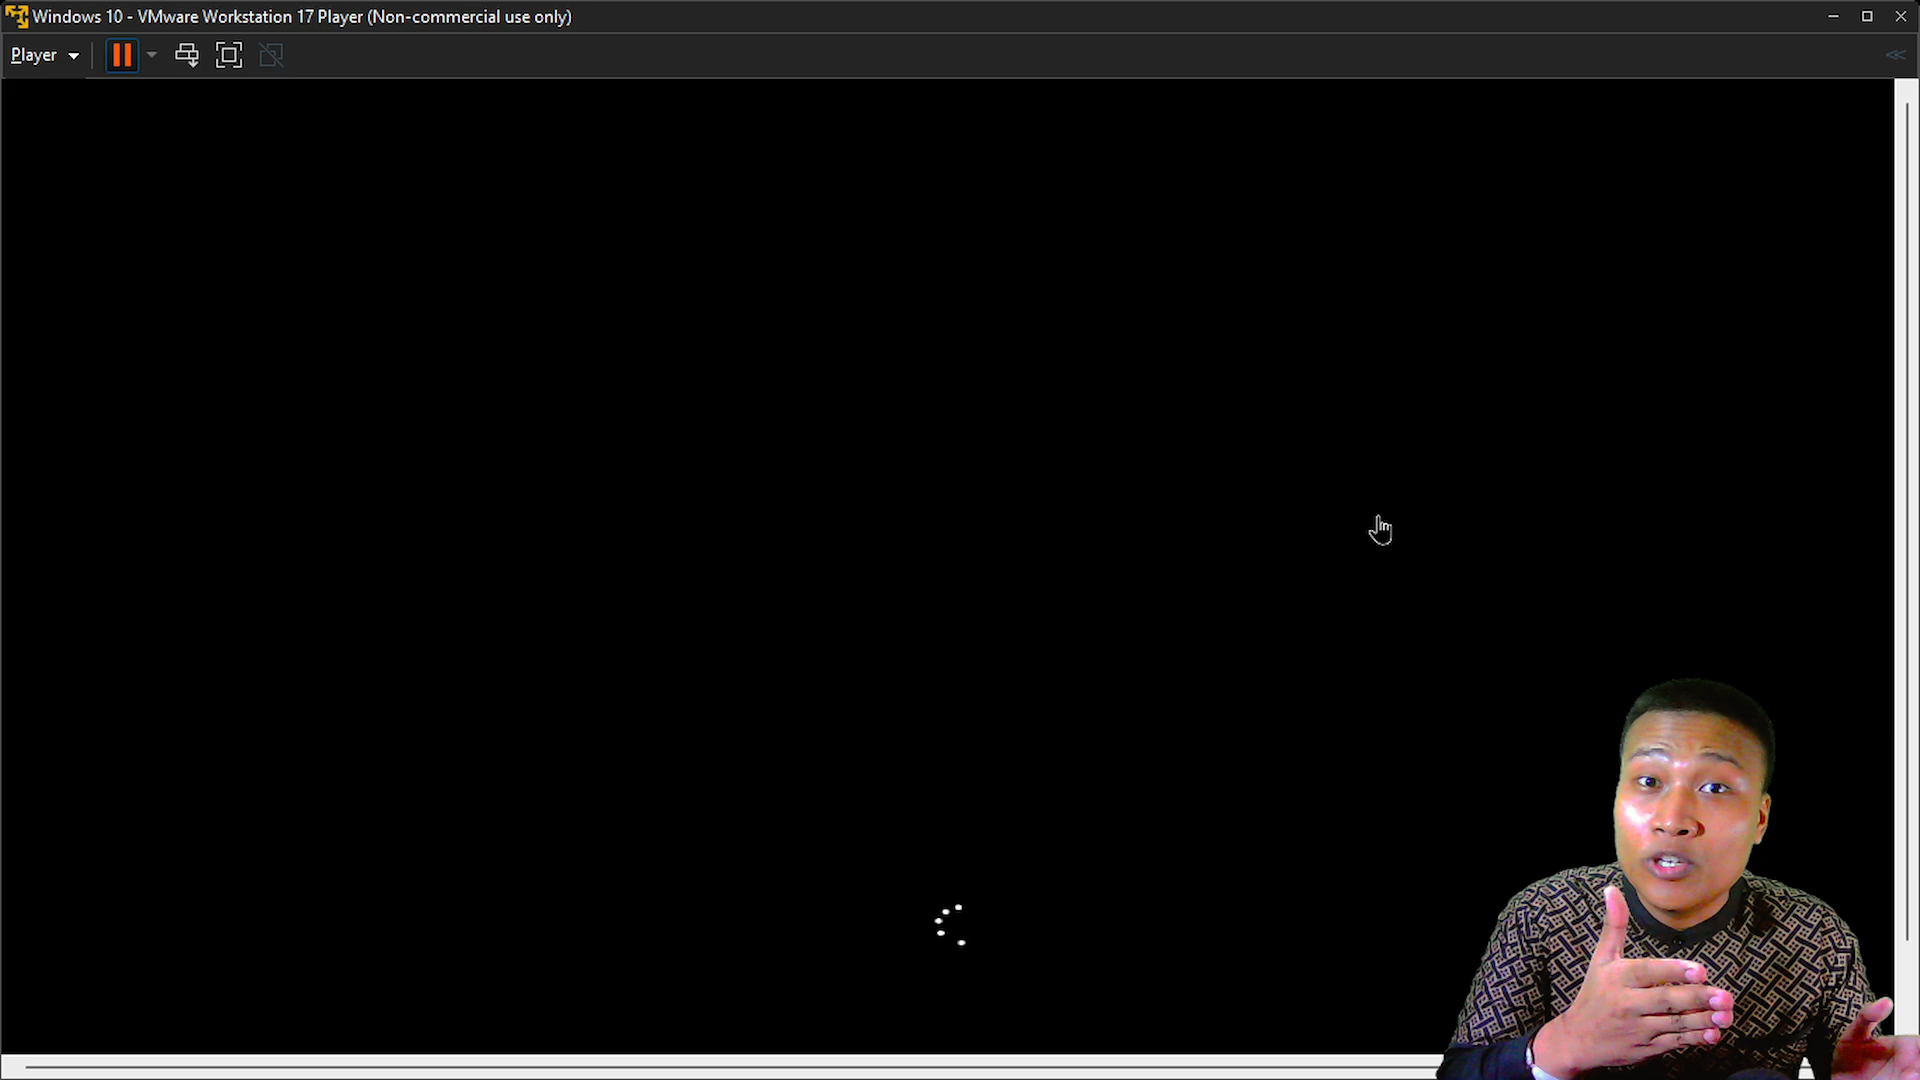 Windows 10 - VMware Workstation 17 Player (Non-commercial use only)
Player